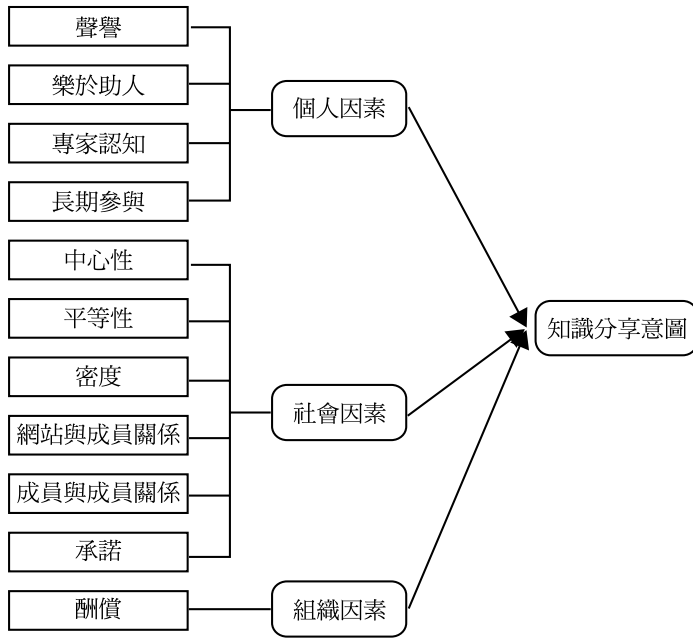 聲譽
樂於助人
專家認知
長期參與
個人因素
中心性
平等性
密度
網站與成員關係
成員與成員關係
承諾
社會因素
酬償
組織因素
知識分享意圖